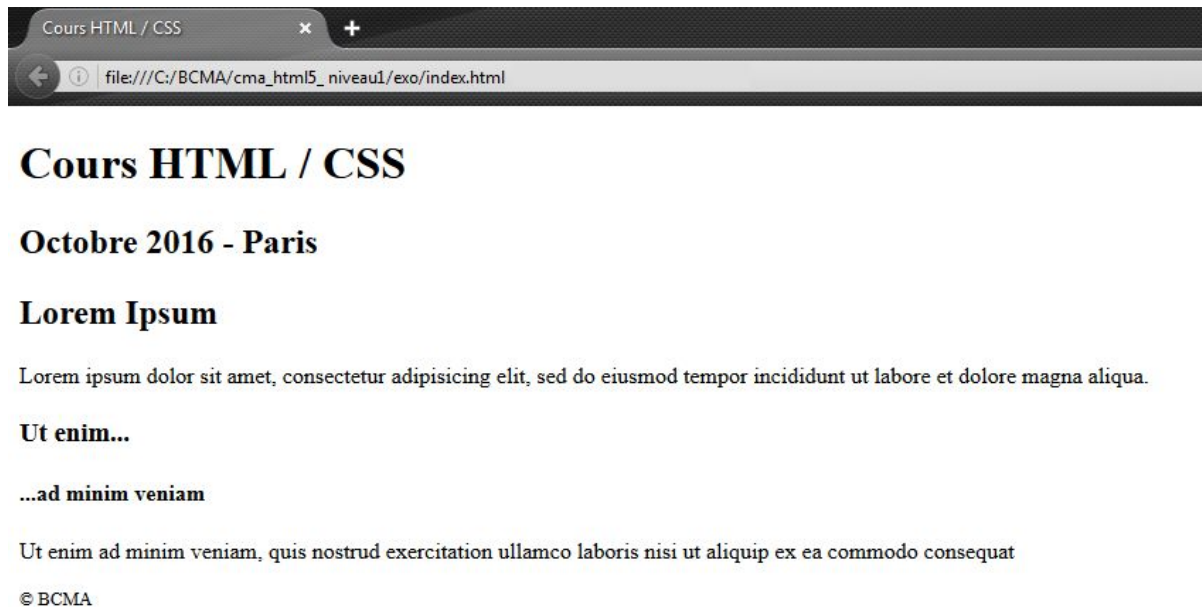 Cours HTML / CSS
file:///C:/BCMA/cma_html5_ niveau1/exo/index.html
Cours HTML / CSS
Octobre 2016 - Paris
Lorem Ipsum
Lorem ipsum dolor sit amet, consectetur adipisicing elit, sed do eiusmod tempor incididunt ut labore et dolore magna aliqua.
Ut enim...
...ad minim veniam
Ut enim ad minim veniam, quis nostrud exercitation ullamco laboris nisi ut aliquip ex ea commodo consequat
© BCMA